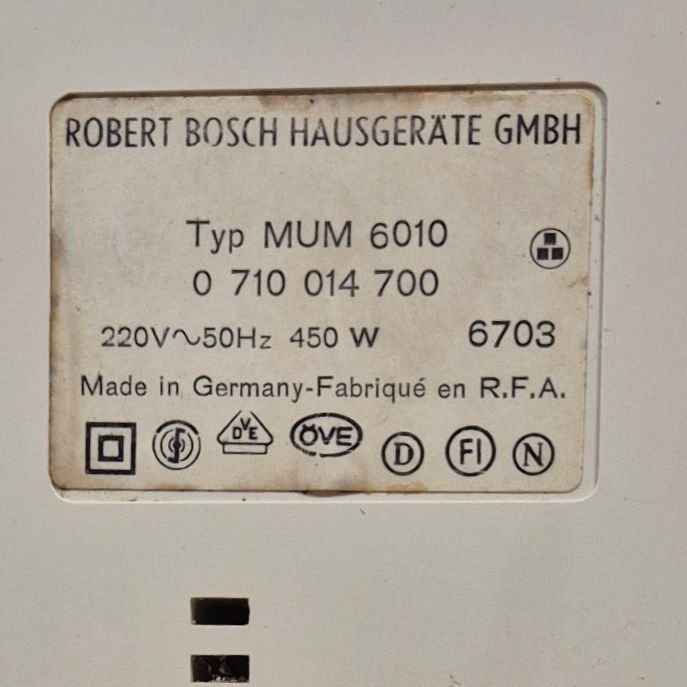 ROBERT BOSCH HAUSGERÄTE GMBH
Typ MUM 6010
0 710 014 700
220V~50Hz 450 W 6703
Made in Germany-Fabriqué en R.F.A.
DVE ÖVE D FI N